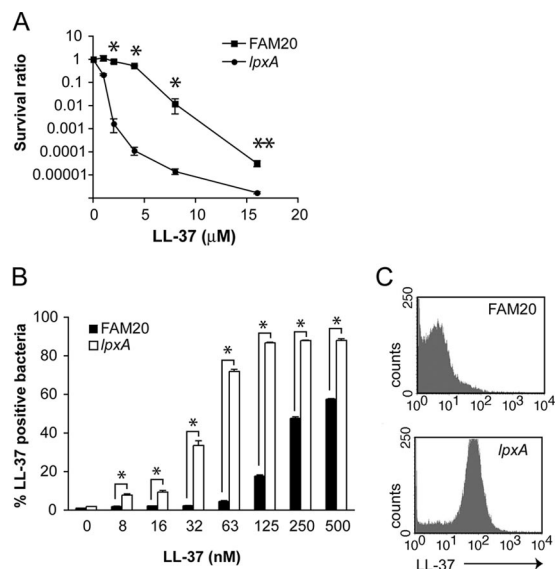 A
FAM20
lpxA
Survival ratio
10
1
0.1
0.01
0.001
0.0001
0.00001
* * * **
0 5 10 15 20
LL-37 (μM)
B
FAM20
lpxA
% LL-37 positive bacteria
100
80
60
40
20
0
* * * * * * *
0 8 16 32 63 125 250 500
LL-37 (nM)
C
250
FAM20
counts
10⁰ 10¹ 10² 10³ 10⁴
250
lpxA
counts
10⁰ 10¹ 10² 10³ 10⁴
LL-37